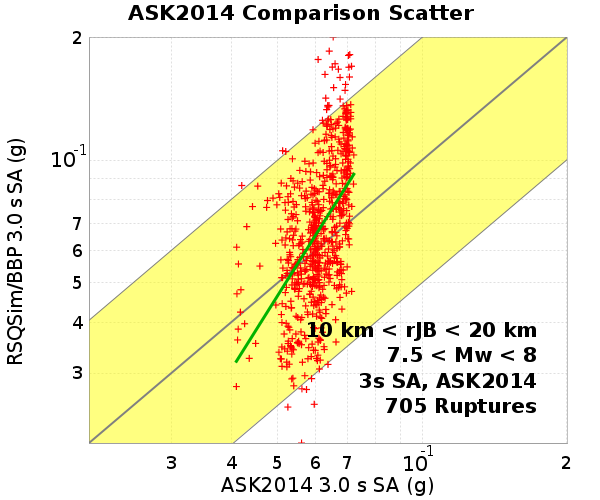 ASK2014 Comparison Scatter
RSQSim/BBP 3.0 s SA (g)
2
10-1
7
6
5
4
3
10 km < rJB < 20 km
7.5 < Mw < 8
3s SA, ASK2014
705 Ruptures
3 4 5 6 7 10-1 2
ASK2014 3.0 s SA (g)